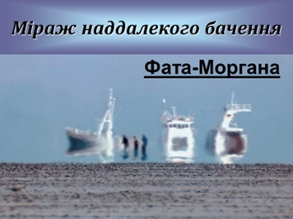 Міраж наддалекого бачення
Фата-Моргана